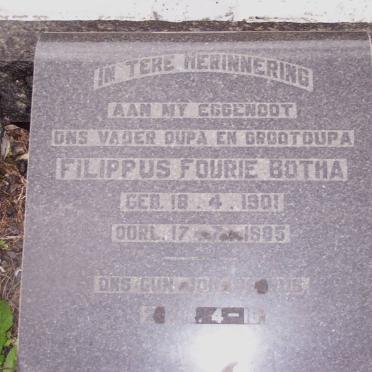 IN TERE HERINNERING
AAN MY EGGENOOT
ONS VADER OUPA EN GROOTOUPA
FILIPPUS FOURIE BOTHA
GEB. 18 . 4 . 1901
OORL. 17
ONS